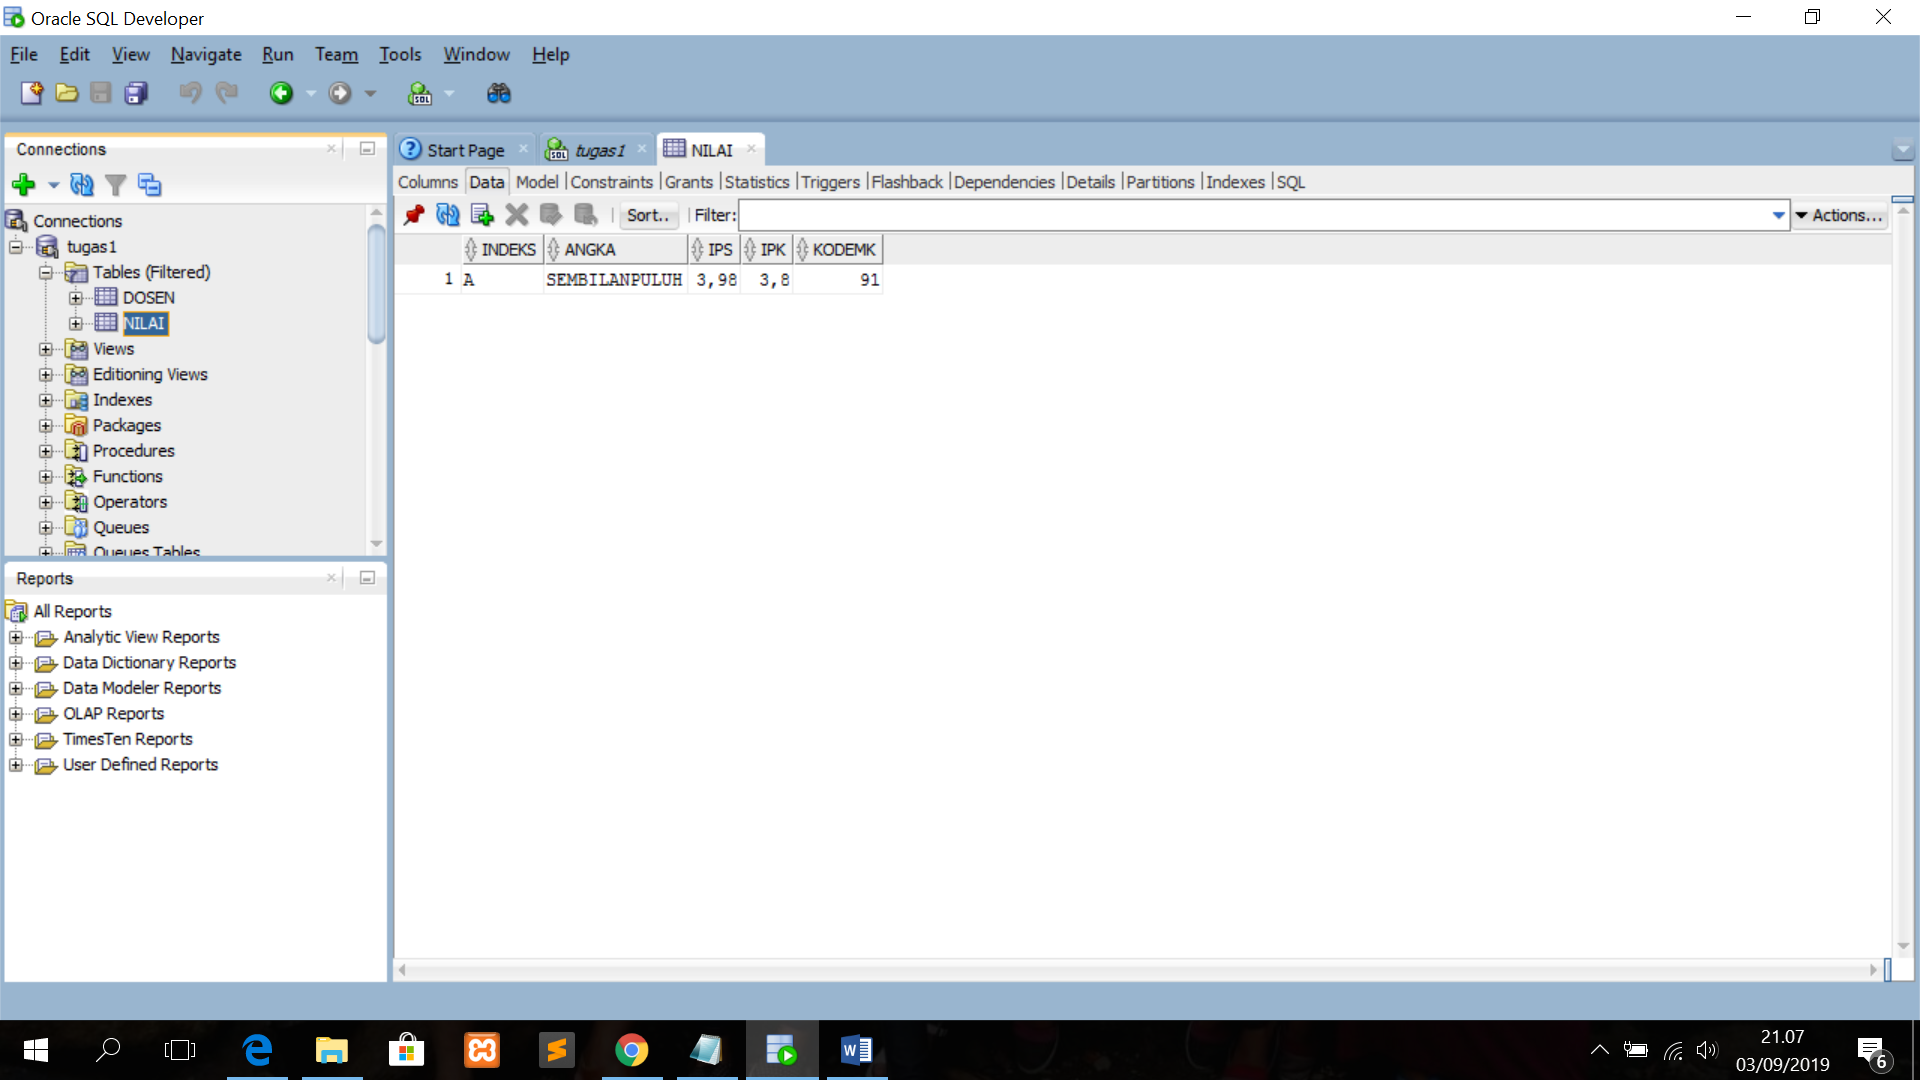 Oracle SQL Developer
File Edit View Navigate Run Team Tools Window Help
Connections
Connections
tugas1
Tables (Filtered)
DOSEN
NILAI
Views
Editioning Views
Indexes
Packages
Procedures
Functions
Operators
Queues
Queues Tables
Reports
All Reports
Analytic View Reports
Data Dictionary Reports
Data Modeler Reports
OLAP Reports
TimesTen Reports
User Defined Reports
Start Page tugas1 NILAI
Columns Data Model Constraints Grants Statistics Triggers Flashback Dependencies Details Partitions Indexes SQL
Sort.. Filter: Actions...
INDEKS ANGKA IPS IPK KODEMK
1 A SEMBILANPULUH 3,98 3,8 91
21.07
03/09/2019
6